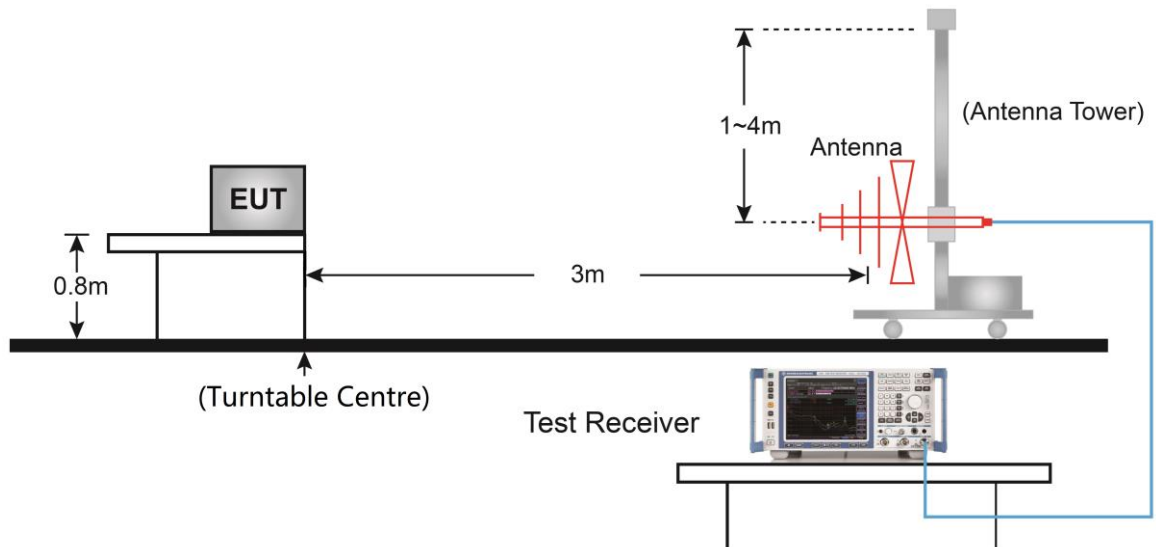 1~4m
(Antenna Tower)
Antenna
EUT
0.8m
3m
(Turntable Centre)
Test Receiver